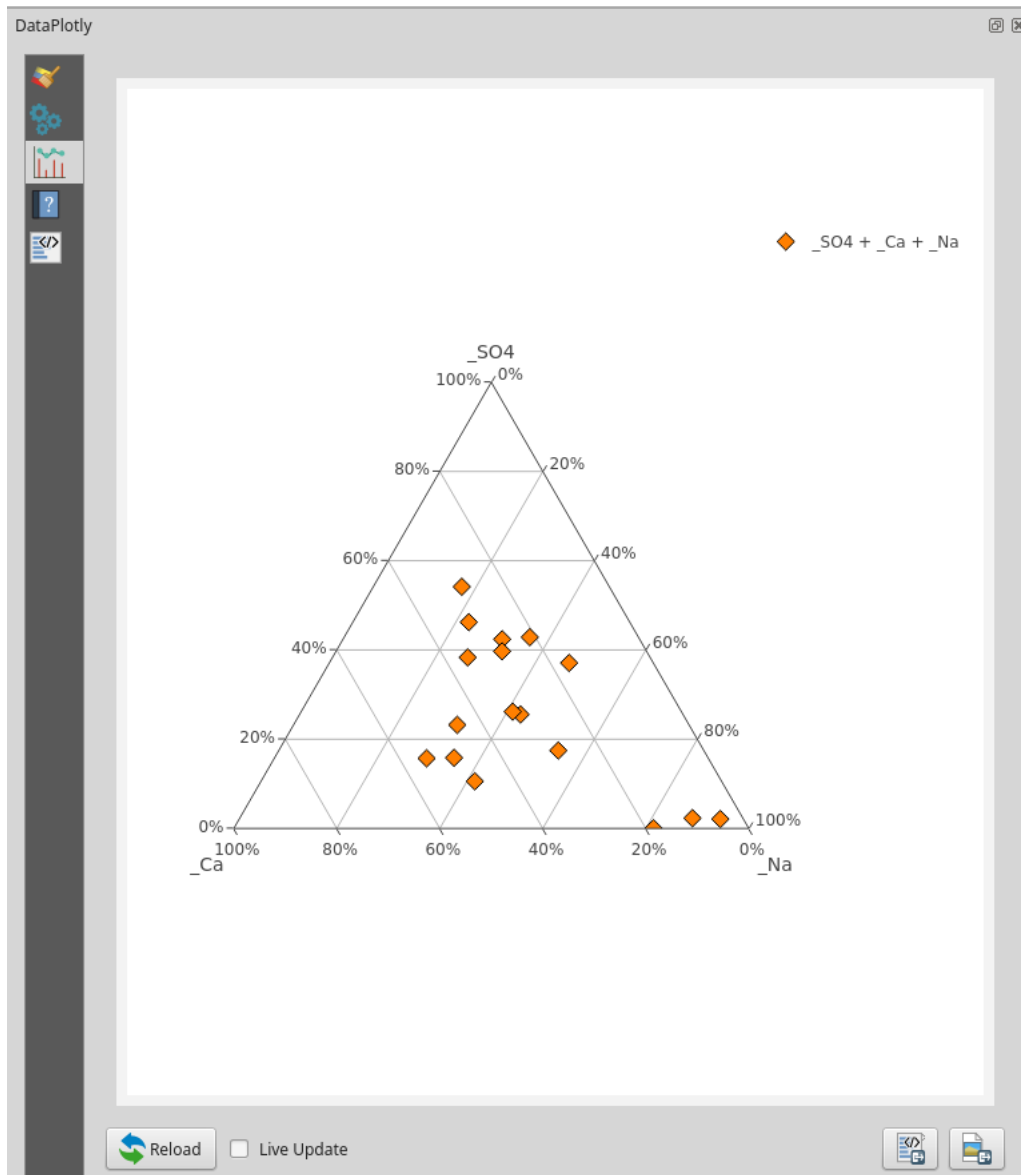 DataPlotly
_SO4 + _Ca + _Na
_SO4
100% 0%
80% 20%
60% 40%
40% 60%
20% 80%
0% 100%
100% 80% 60% 40% 20% 0%
_Ca _Na
Reload Live Update